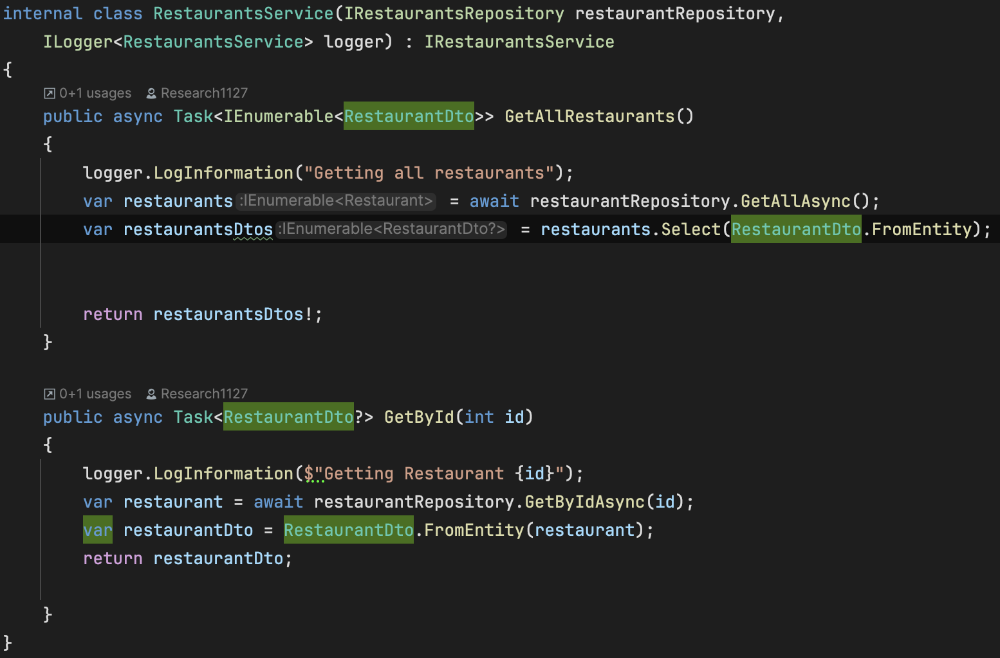 internal class RestaurantsService(IRestaurantsRepository restaurantRepository,
    ILogger<RestaurantsService> logger) : IRestaurantsService
{
    0+1 usages   Research1127
    public async Task<IEnumerable<RestaurantDto>> GetAllRestaurants()
    {
        logger.LogInformation("Getting all restaurants");
        var restaurants :IEnumerable<Restaurant> = await restaurantRepository.GetAllAsync();
        var restaurantsDtos :IEnumerable<RestaurantDto?> = restaurants.Select(RestaurantDto.FromEntity);
        return restaurantsDtos!;
    }
    0+1 usages   Research1127
    public async Task<RestaurantDto?> GetById(int id)
    {
        logger.LogInformation($"Getting Restaurant {id}");
        var restaurant = await restaurantRepository.GetByIdAsync(id);
        var restaurantDto = RestaurantDto.FromEntity(restaurant);
        return restaurantDto;
    }
}